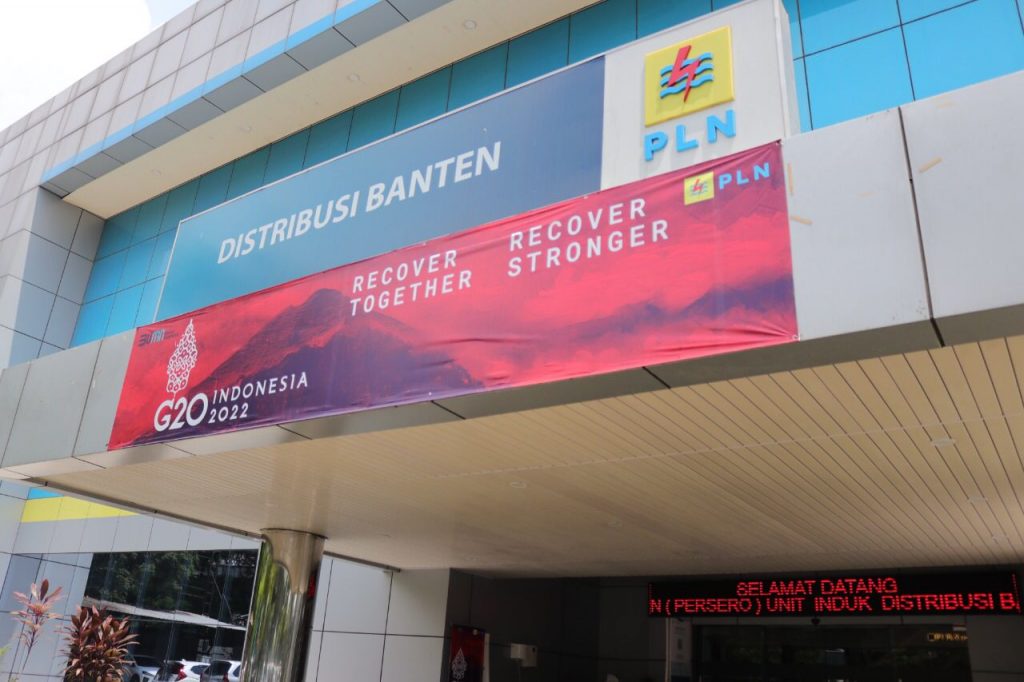 PLN
DISTRIBUSI BANTEN
PLN
RECOVER
TOGETHER
RECOVER
STRONGER
G20
INDONESIA
2022
SELAMAT DATANG
N ( PERSERO ) UNIT INDUK DISTRIBUSI B